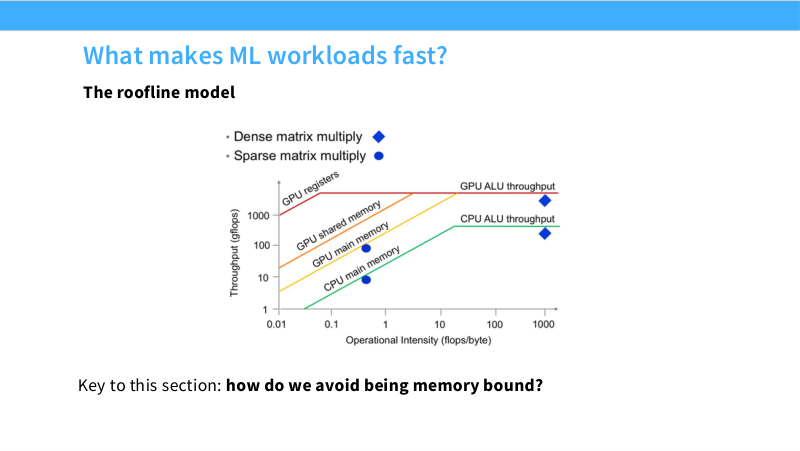 What makes ML workloads fast?
The roofline model
• Dense matrix multiply
• Sparse matrix multiply
GPU registers
GPU ALU throughput
GPU shared memory
GPU main memory
CPU ALU throughput
CPU main memory
Throughput (gflops)
1000
100
10
1
0.01 0.1 1 10 100 1000
Operational Intensity (flops/byte)
Key to this section: how do we avoid being memory bound?